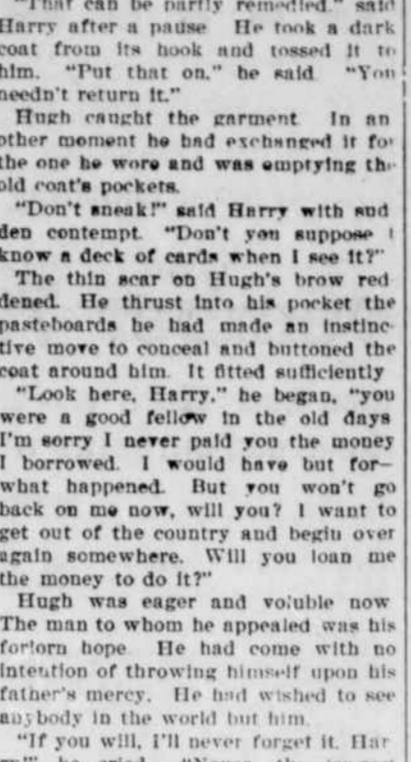 "That can be partly remedied," said
Harry after a pause He took a dark
coat from its hook and tossed it to
him. "Put that on," he said "You
needn't return it."
Hugh caught the garment In an
other moment he had exchanged it for
the one he wore and was emptying the
old coat's pockets.
"Don't sneak!" said Harry with sud
den contempt. "Don't you suppose I
know a deck of cards when I see it?"
The thin scar on Hugh's brow red
dened. He thrust into his pocket the
pasteboards he had made an instinc
tive move to conceal and buttoned the
coat around him. It fitted sufficiently
"Look here, Harry," he began, "you
were a good fellow in the old days
I'm sorry I never paid you the money
I borrowed. I would have but for—
what happened. But you won't go
back on me now, will you? I want to
get out of the country and begin over
again somewhere. Will you loan me
the money to do it?"
Hugh was eager and voluble now
The man to whom he appealed was his
forlorn hope He had come with no
intention of throwing himself upon his
father's mercy. He had wished to see
anybody in the world but him.
"If you will, I'll never forget it, Har
he cried. "Never the